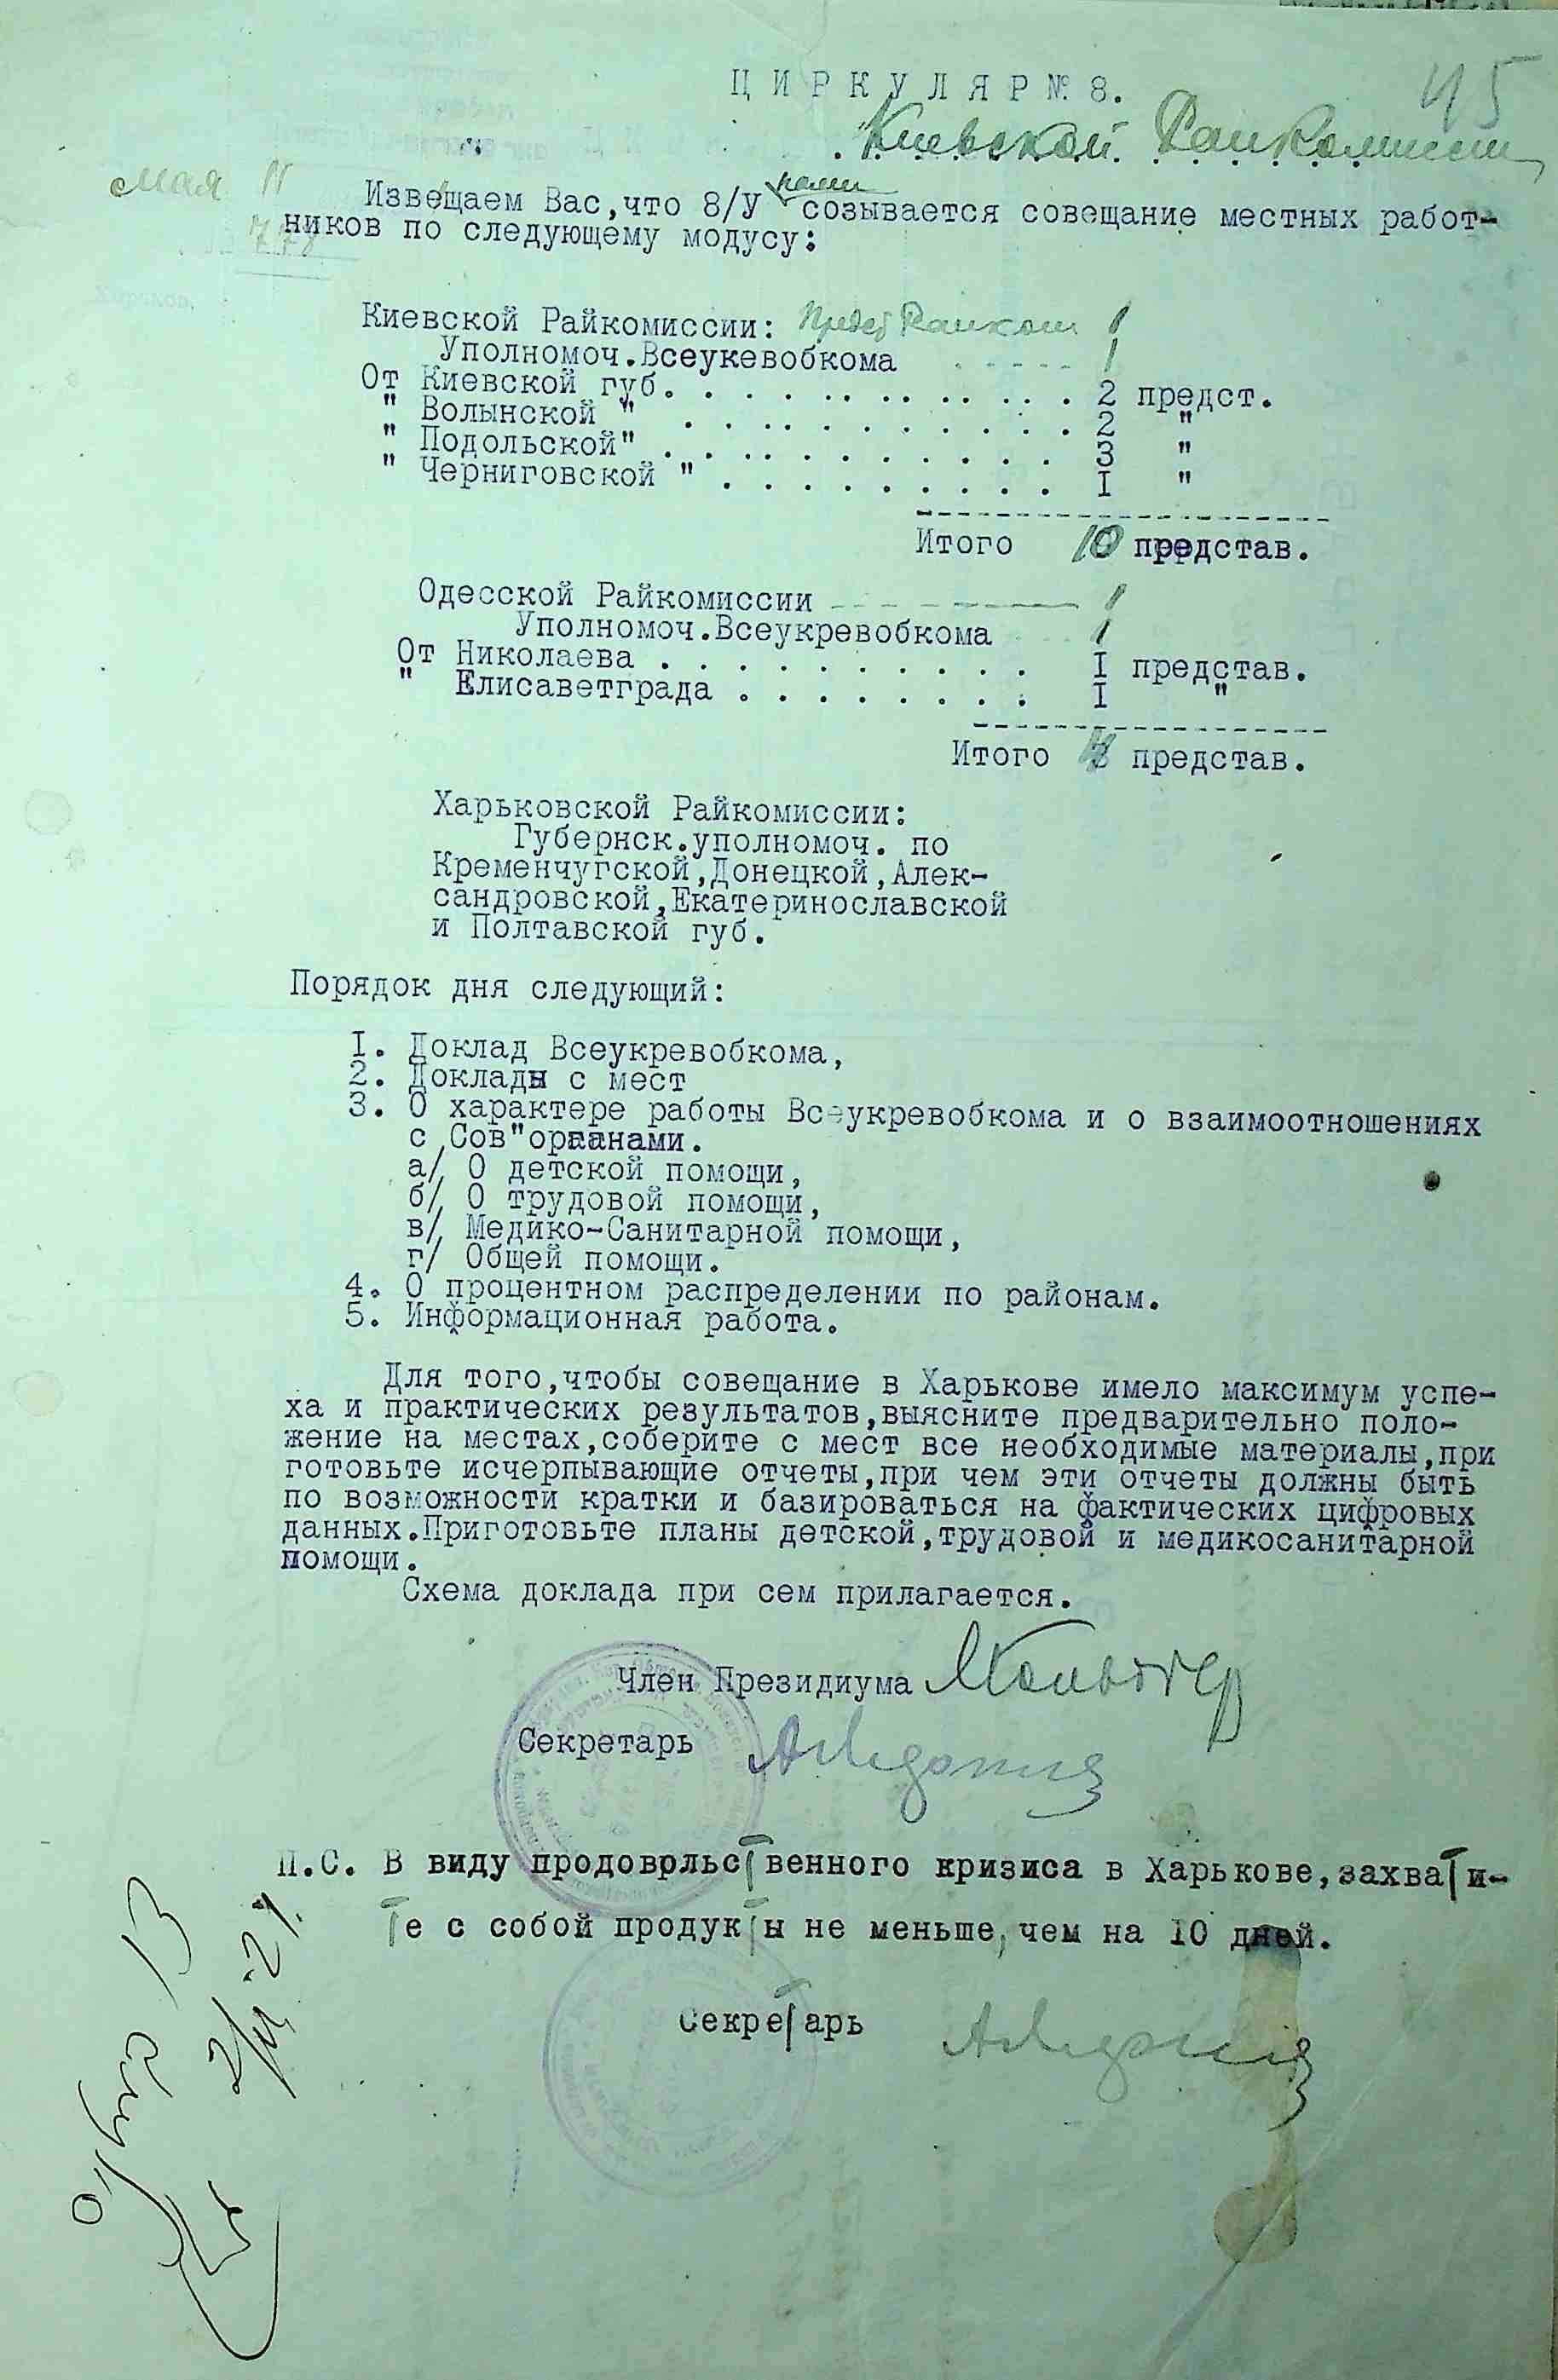 45
ЦИРКУЛЯР № 8.
Киевской Райкомиссии
мая 11
778
Извещаем Вас,что 8/У нами созывается совещание местных работ-
ников по следующему модусу:
Киевской Райкомиссии: Предс Райком 1
Уполномоч.Всеукевобкома - - - - - 1
От Киевской губ. . . . . . . . . . . . 2 предст.
" Волынской " . . . . . . . . . . . 2 "
" Подольской" . . . . . . . . . . . 3 "
" Черниговской " . . . . . . . . . I "
Итого 10 представ.
Одесской Райкомиссии - - - - - 1
Уполномоч.Всеукревобкома 1
От Николаева . . . . . . . . . . I представ.
" Елисаветграда . . . . . . . . I "
Итого 4 представ.
Харьковской Райкомиссии:
Губернск.уполномоч. по
Кременчугской,Донецкой,Алек-
сандровской,Екатеринославской
и Полтавской губ.
Порядок дня следующий:
I. Доклад Всеукревобкома,
2. Доклады с мест
3. О характере работы Всеукревобкома и о взаимоотношениях
с Сов"органами.
а/ О детской помощи,
б/ О трудовой помощи,
в/ Медико-Санитарной помощи,
г/ Общей помощи.
4. О процентном распределении по районам.
5. Информационная работа.
Для того,чтобы совещание в Харькове имело максимум успе-
ха и практических результатов,выясните предварительно поло-
жение на местах,соберите с мест все необходимые материалы,при
готовьте исчерпывающие отчеты,при чем эти отчеты должны быть
по возможности кратки и базироваться на фактических цифровых
данных.Приготовьте планы детской,трудовой и медикосанитарной
помощи.
Схема доклада при сем прилагается.
Член Президиума
Секретарь
П.С. В виду продовольственного кризиса в Харькове,захвати-
те с собой продукты не меньше, чем на 10 дней.
Секретарь